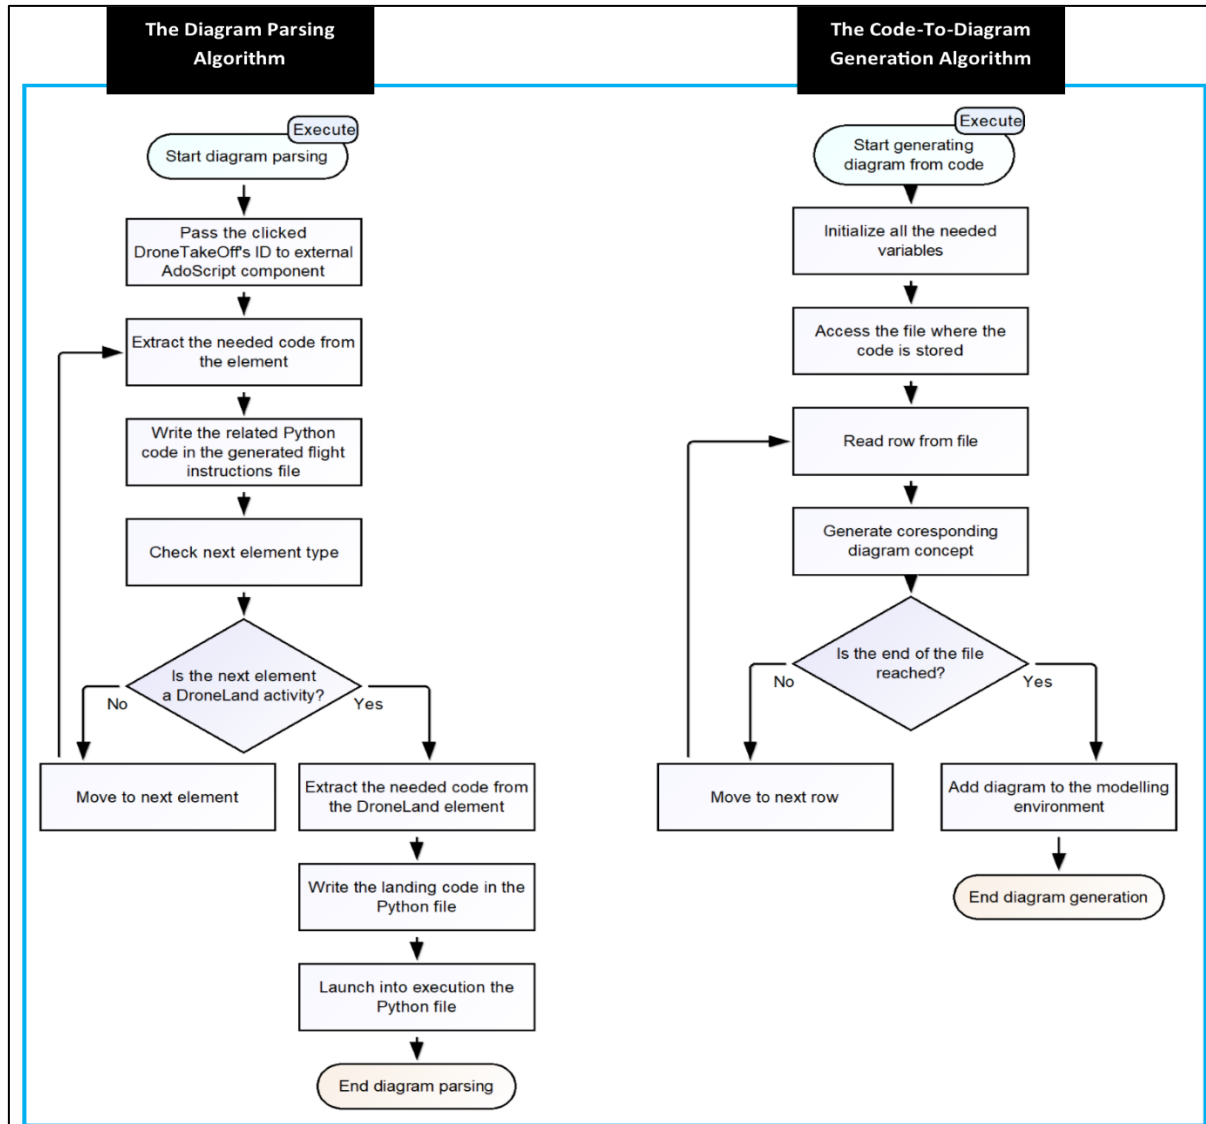 The Diagram Parsing
Algorithm
Execute
Start diagram parsing
Pass the clicked
DroneTakeOff's ID to external
AdoScript component
Extract the needed code from
the element
Write the related Python
code in the generated flight
instructions file
Check next element type
Is the next element
a DroneLand activity?
No
Yes
Move to next element
Extract the needed code from
the DroneLand element
Write the landing code in the
Python file
Launch into execution the
Python file
End diagram parsing
The Code-To-Diagram
Generation Algorithm
Execute
Start generating
diagram from code
Initialize all the needed
variables
Access the file where the
code is stored
Read row from file
Generate coresponding
diagram concept
Is the end of the file
reached?
No
Yes
Move to next row
Add diagram to the modelling
environment
End diagram generation